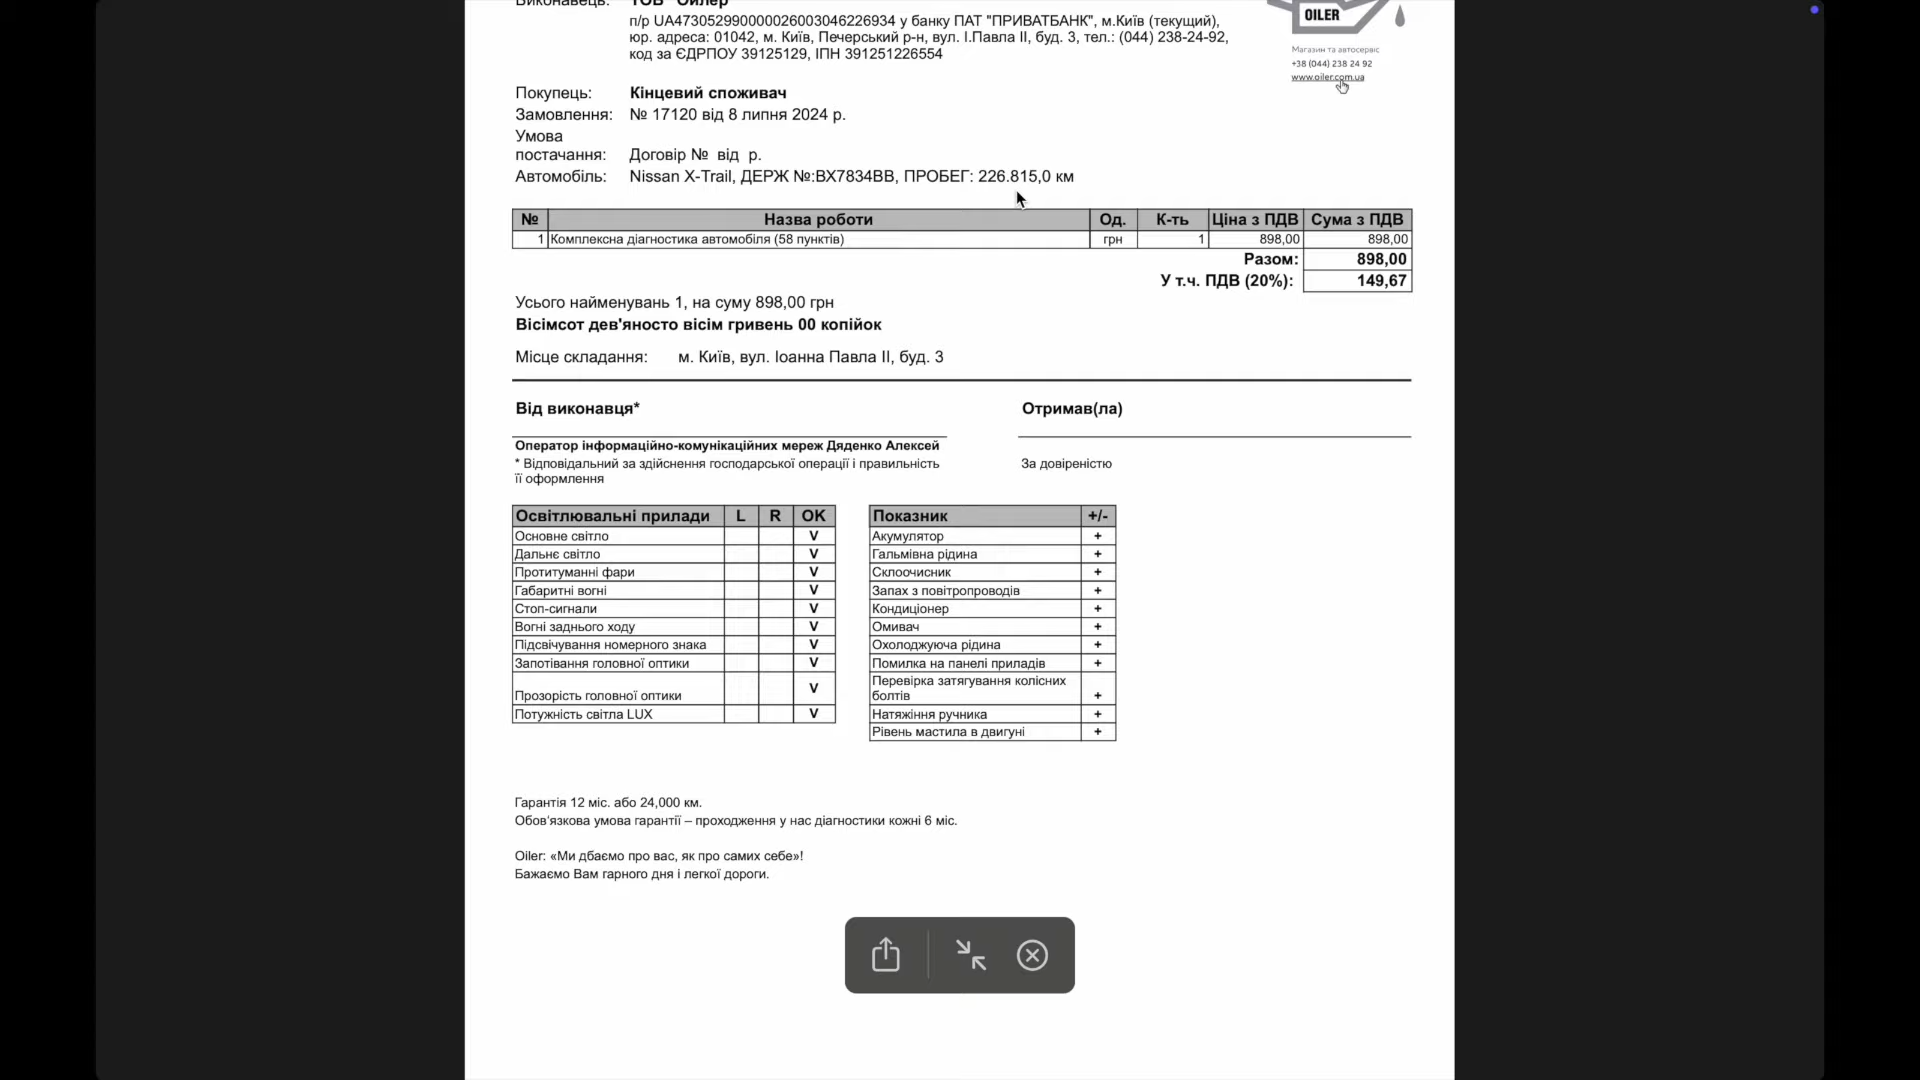 Виконавець: ТОВ "Ойлер"
п/р UA473052990000026003046226934 у банку ПАТ "ПРИВАТБАНК", м.Київ (текущий),
юр. адреса: 01042, м. Київ, Печерський р-н, вул. І.Павла ІІ, буд. 3, тел.: (044) 238-24-92,
код за ЄДРПОУ 39125129, ІПН 391251226554
OILER
Магазин та автосервіс
+38 (044) 238 24 92
www.oiler.com.ua
Покупець: Кінцевий споживач
Замовлення: № 17120 від 8 липня 2024 р.
Умова
постачання: Договір № від р.
Автомобіль: Nissan X-Trail, ДЕРЖ №:BX7834BB, ПРОБЕГ: 226.815,0 км
№ Назва роботи Од. К-ть Ціна з ПДВ Сума з ПДВ
1 Комплексна діагностика автомобіля (58 пунктів) грн 1 898,00 898,00
Разом: 898,00
У т.ч. ПДВ (20%): 149,67
Усього найменувань 1, на суму 898,00 грн
Вісімсот дев'яносто вісім гривень 00 копійок
Місце складання: м. Київ, вул. Іоанна Павла ІІ, буд. 3
Від виконавця* Отримав(ла)
Оператор інформаційно-комунікаційних мереж Дяденко Алексей
* Відповідальний за здійснення господарської операції і правильність За довіреністю
її оформлення
Освітлювальні прилади L R OK
Основне світло V
Дальнє світло V
Протитуманні фари V
Габаритні вогні V
Стоп-сигнали V
Вогні заднього ходу V
Підсвічування номерного знака V
Запотівання головної оптики V
Прозорість головної оптики V
Потужність світла LUX V
Показник +/-
Акумулятор +
Гальмівна рідина +
Склоочисник +
Запах з повітропроводів +
Кондиціонер +
Омивач +
Охолоджуюча рідина +
Помилка на панелі приладів +
Перевірка затягування колісних
болтів +
Натяжіння ручника +
Рівень мастила в двигуні +
Гарантія 12 міс. або 24,000 км.
Обов'язкова умова гарантії – проходження у нас діагностики кожні 6 міс.
Oiler: «Ми дбаємо про вас, як про самих себе»!
Бажаємо Вам гарного дня і легкої дороги.